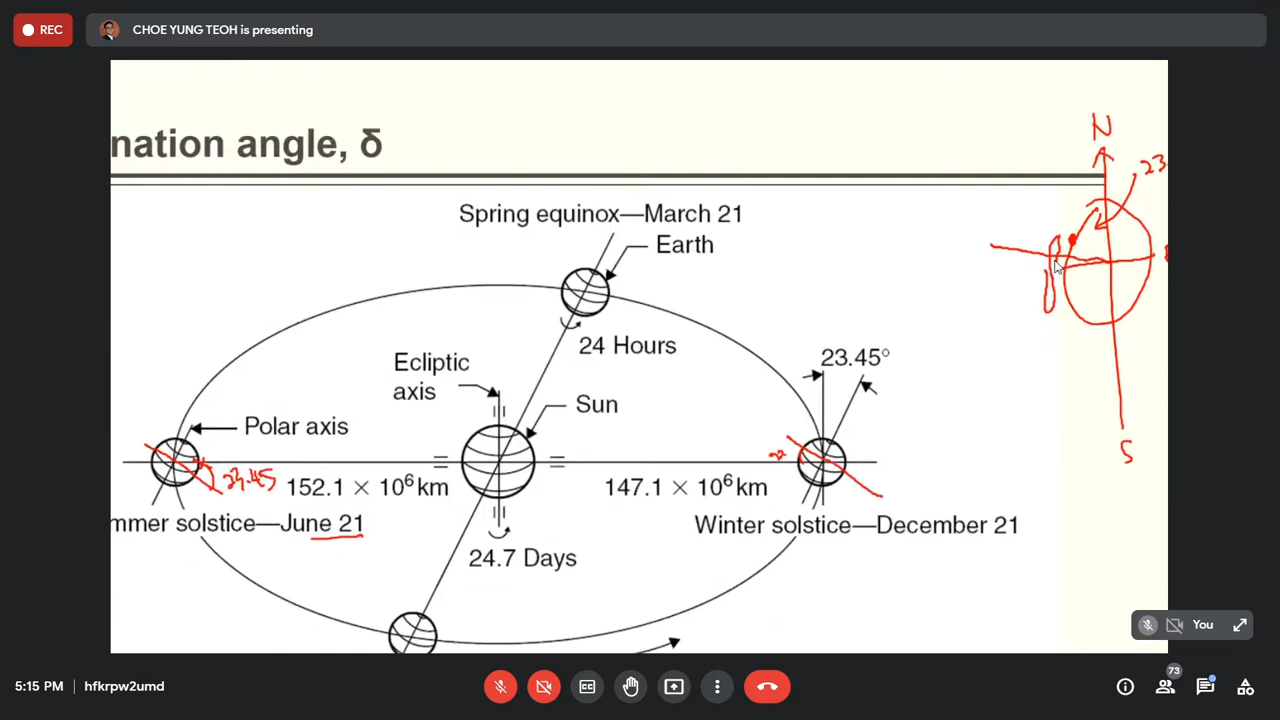 REC
CHOE YUNG TEOH is presenting
nation angle, δ
N
23
Spring equinox—March 21
Earth
24 Hours
23.45°
Ecliptic
axis
Sun
Polar axis
23.45
152.1 × 10⁶ km
147.1 × 10⁶ km
S
mmer solstice—June 21
Winter solstice—December 21
24.7 Days
You
73
5:15 PM
hfkrpw2umd